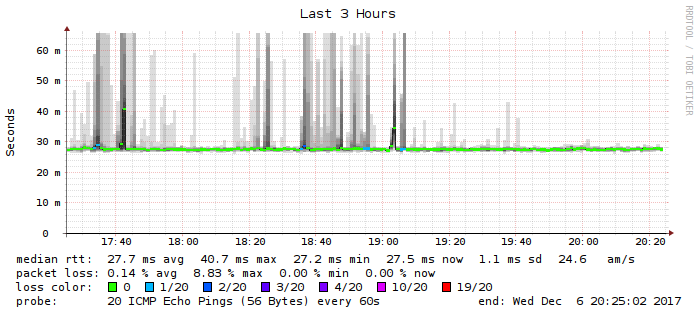 Last 3 Hours
RRDTOOL / TOBI OETIKER
Seconds
60 m
50 m
40 m
30 m
20 m
10 m
0
17:40 18:00 18:20 18:40 19:00 19:20 19:40 20:00 20:20
median rtt: 27.7 ms avg 40.7 ms max 27.2 ms min 27.5 ms now 1.1 ms sd 24.6 am/s
packet loss: 0.14 % avg 8.83 % max 0.00 % min 0.00 % now
loss color: 0 1/20 2/20 3/20 4/20 10/20 19/20
probe: 20 ICMP Echo Pings (56 Bytes) every 60s end: Wed Dec 6 20:25:02 2017